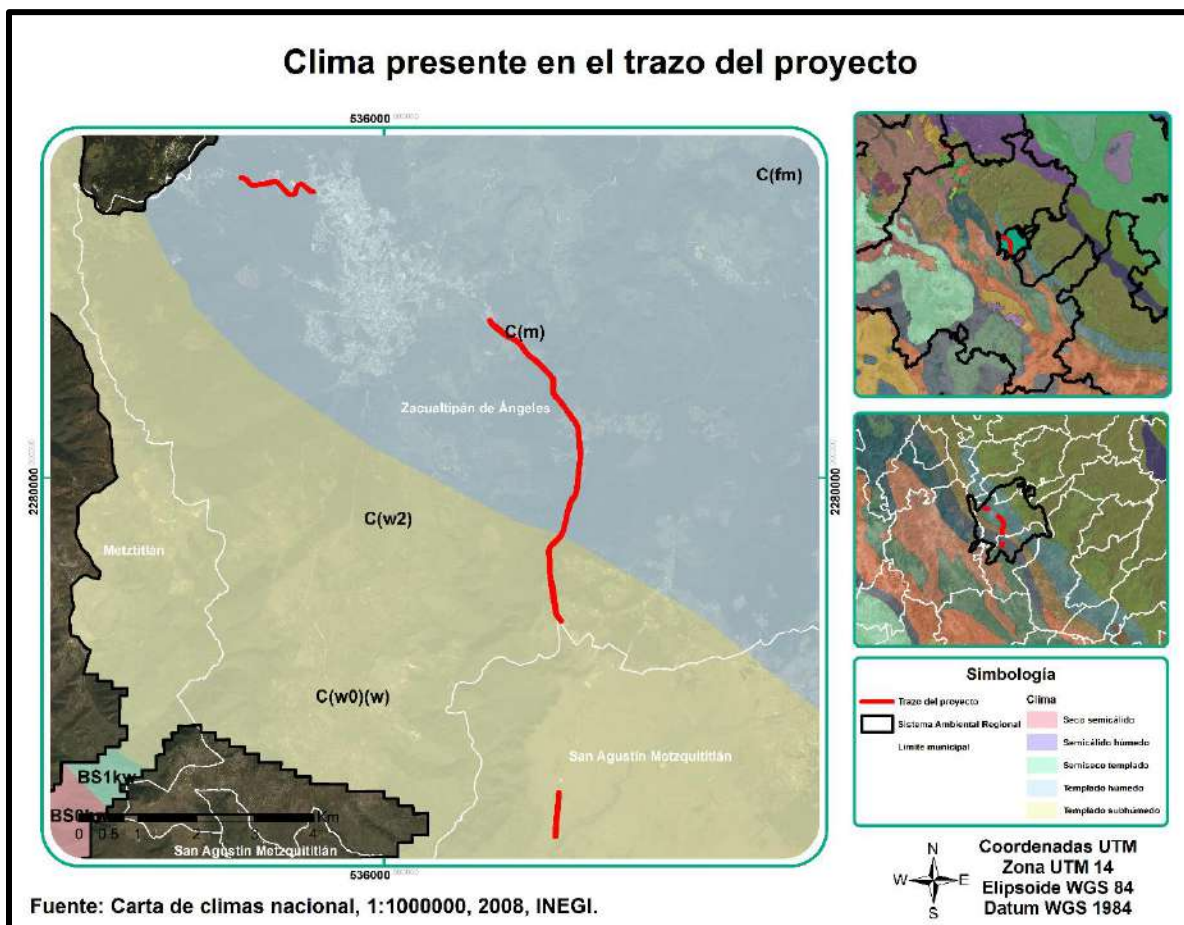 Clima presente en el trazo del proyecto
536000
C(fm)
C(m)
Zacualtipán de Ángeles
2280000
2280000
C(w2)
Metztitlán
C(w0)(w)
San Agustín Metzquititlán
BS1kw
0 0.5 1 2 3 4 Km
San Agustín Metzquititlán
536000
Simbología
Trazo del proyecto
Sistema Ambiental Regional
Límite municipal
Clima
Seco semicálido
Semicálido húmedo
Semiseco templado
Templado húmedo
Templado subhúmedo
N
W E
S
Coordenadas UTM
Zona UTM 14
Elipsoide WGS 84
Datum WGS 1984
Fuente: Carta de climas nacional, 1:1000000, 2008, INEGI.